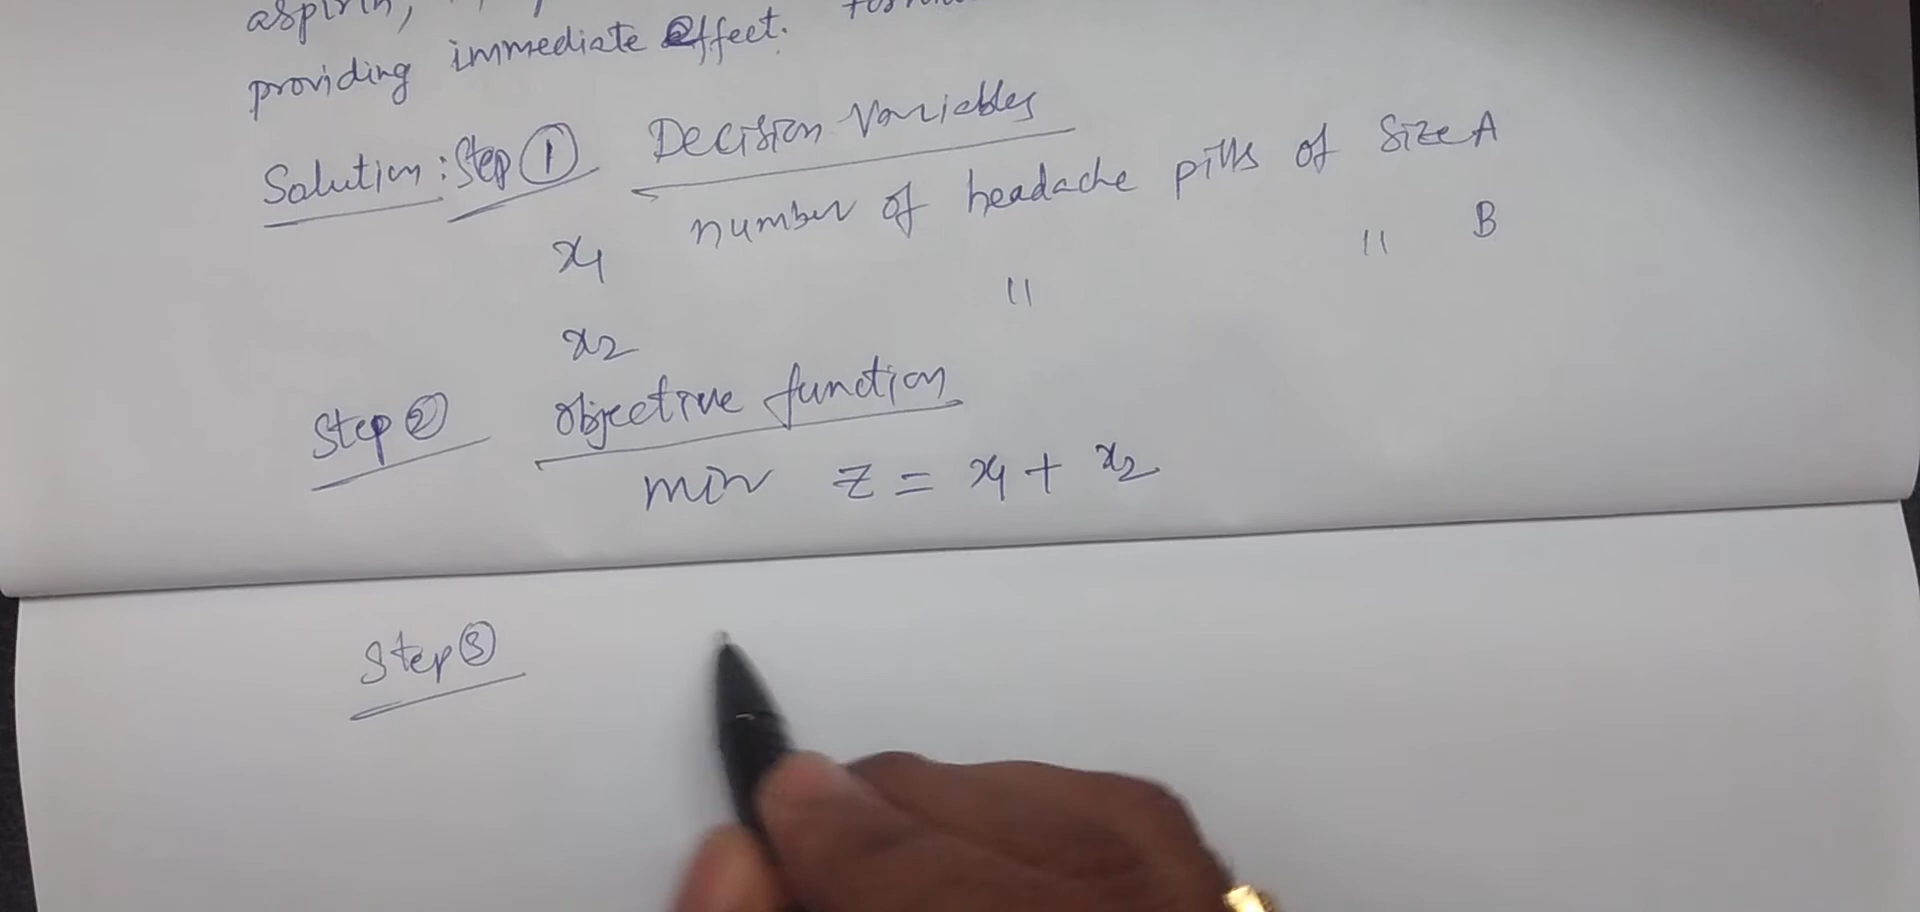 aspirin,
providing immediate effect.
Solution: Step ① Decision Variables
x1 number of headache pills of Size A
x2 " " B
Step ② Objective function
min Z = x1 + x2
Step ③